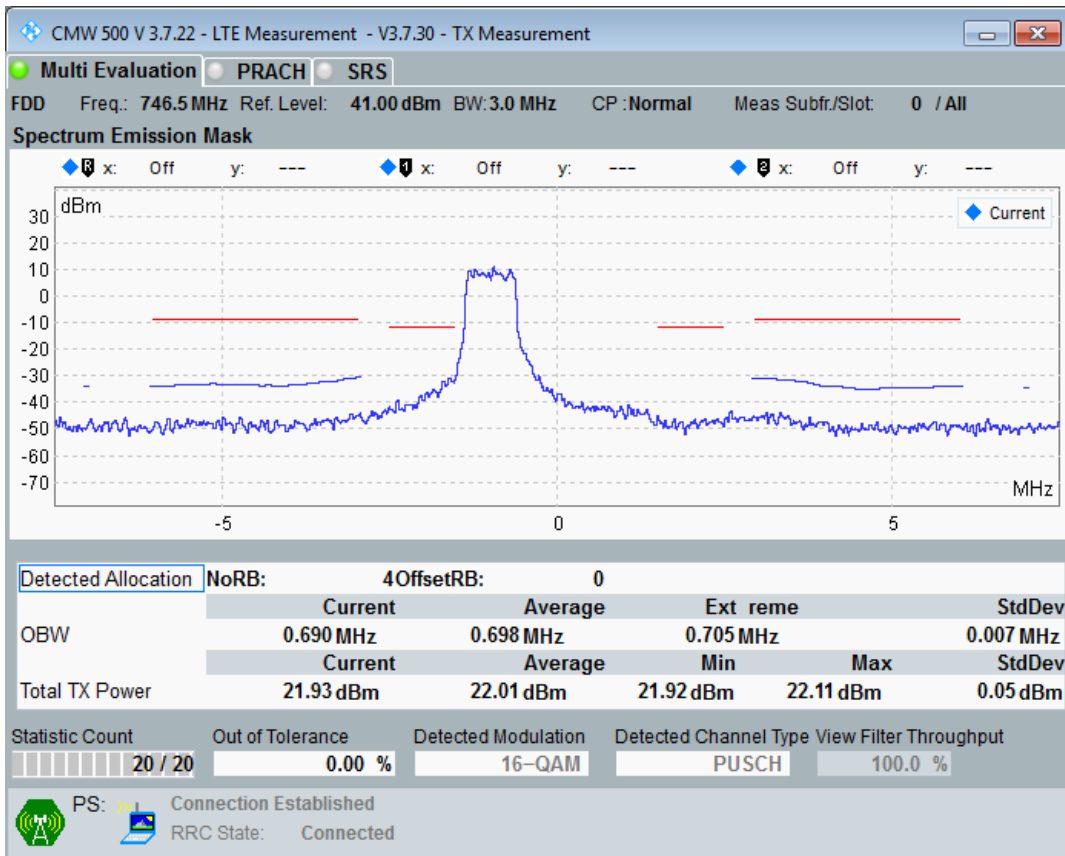 CMW 500 V 3.7.22 - LTE Measurement - V3.7.30 - TX Measurement
Multi Evaluation PRACH SRS
FDD Freq.: 746.5 MHz Ref. Level: 41.00 dBm BW: 3.0 MHz CP : Normal Meas Subfr./Slot: 0 / All
Spectrum Emission Mask
R x: Off y: --- 1 x: Off y: --- 2 x: Off y: ---
dBm
Current
30
20
10
0
-10
-20
-30
-40
-50
-60
-70
MHz
-5 0 5
Detected Allocation NoRB: 4 OffsetRB: 0
Current Average Ext reme StdDev
OBW 0.690 MHz 0.698 MHz 0.705 MHz 0.007 MHz
Current Average Min Max StdDev
Total TX Power 21.93 dBm 22.01 dBm 21.92 dBm 22.11 dBm 0.05 dBm
Statistic Count Out of Tolerance Detected Modulation Detected Channel Type View Filter Throughput
20 / 20 0.00 % 16-QAM PUSCH 100.0 %
PS: Connection Established
RRC State: Connected